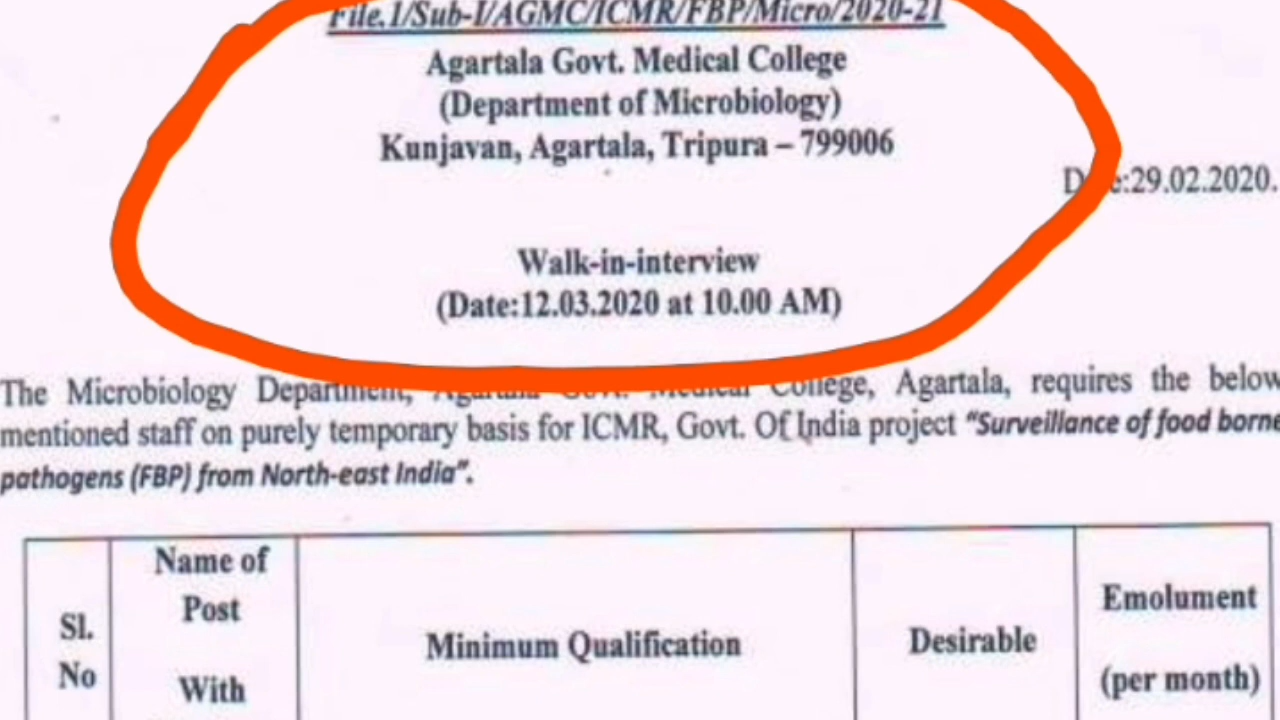 File.1/Sub-I/AGMC/ICMR/FBP/Micro/2020-21
Agartala Govt. Medical College
(Department of Microbiology)
Kunjavan, Agartala, Tripura – 799006
Date:29.02.2020.
Walk-in-interview
(Date:12.03.2020 at 10.00 AM)
The Microbiology Department, Agartala Govt. Medical College, Agartala, requires the below
mentioned staff on purely temporary basis for ICMR, Govt. Of India project "Surveillance of food borne
pathogens (FBP) from North-east India".
Sl. No
Name of Post With
Minimum Qualification
Desirable
Emolument (per month)